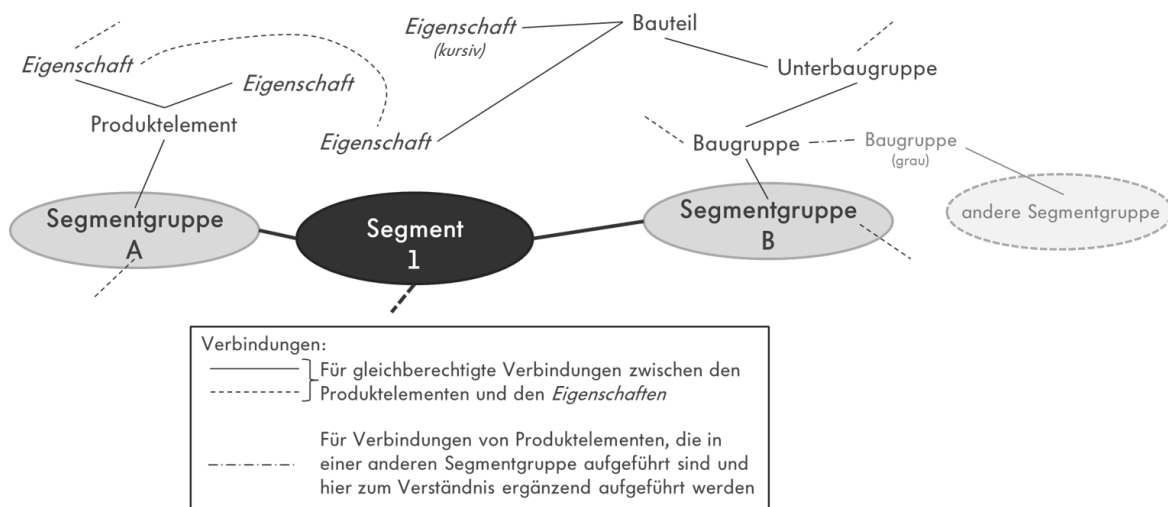 Eigenschaft
(kursiv)
Bauteil
Eigenschaft
Unterbaugruppe
Eigenschaft
Produktelement
Eigenschaft
Baugruppe
Baugruppe
(grau)
Segmentgruppe
A
Segment
1
Segmentgruppe
B
andere Segmentgruppe
Verbindungen:
Für gleichberechtigte Verbindungen zwischen den
Produktelementen und den Eigenschaften
Für Verbindungen von Produktelementen, die in
einer anderen Segmentgruppe aufgeführt sind und
hier zum Verständnis ergänzend aufgeführt werden